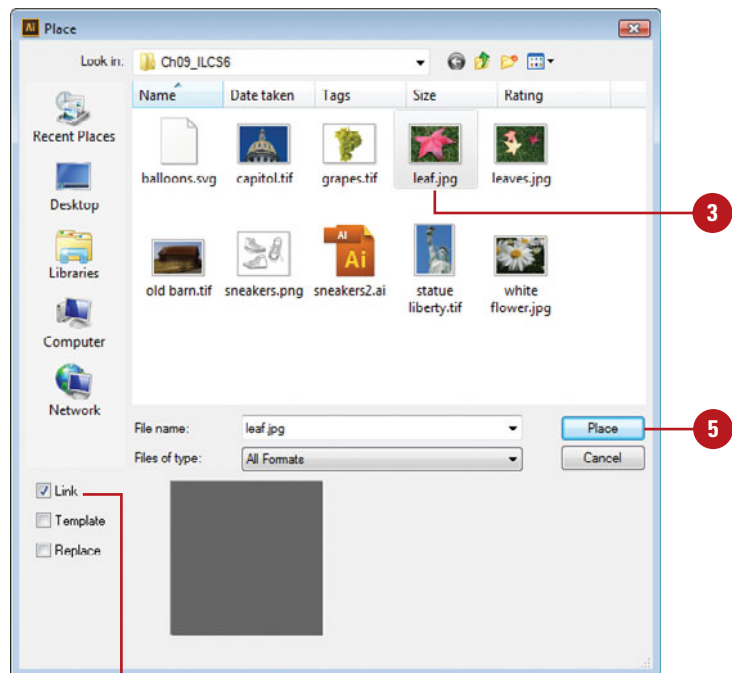 Ai Place
Look in: Ch09_ILCS6
Name Date taken Tags Size Rating
Recent Places
Desktop
Libraries
Computer
Network
balloons.svg capitol.tif grapes.tif leaf.jpg leaves.jpg
3
AI
Ai
old barn.tif sneakers.png sneakers2.ai statue liberty.tif white flower.jpg
File name: leaf.jpg Place
5
Files of type: All Formats Cancel
Link
Template
Replace